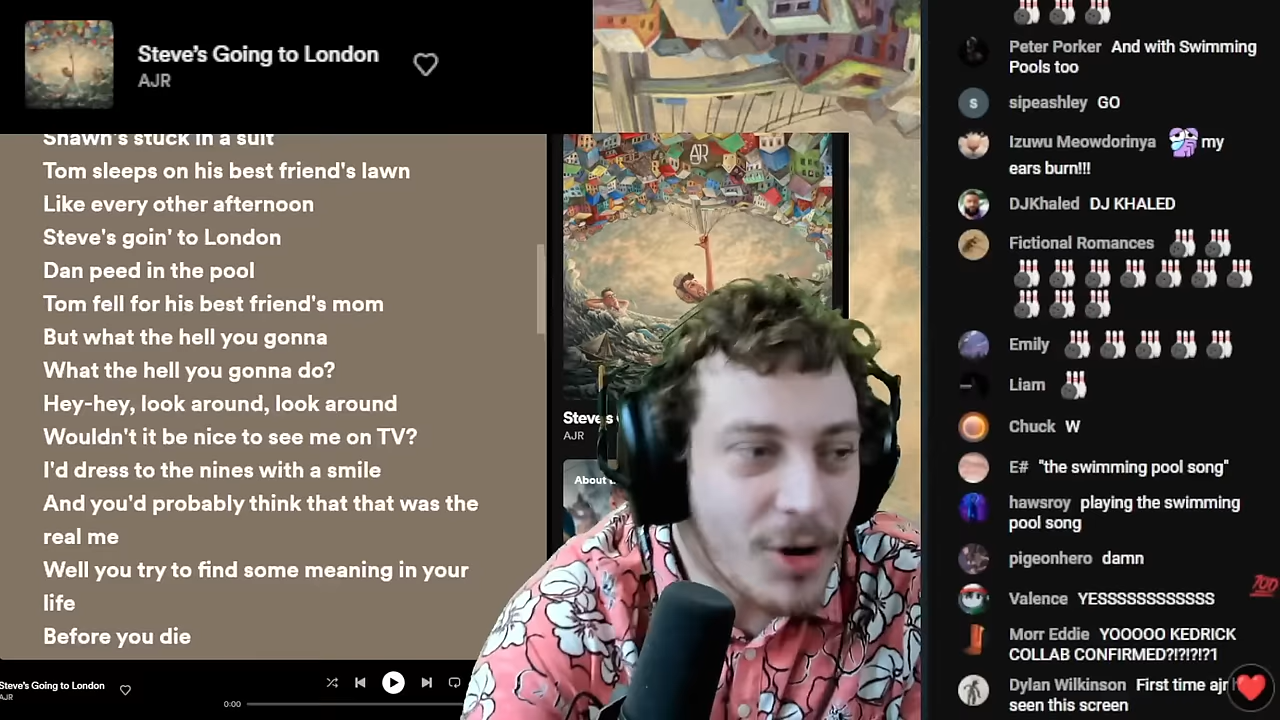 Steve's Going to London
AJR
Shawn's stuck in a suit
Tom sleeps on his best friend's lawn
Like every other afternoon
Steve's goin' to London
Dan peed in the pool
Tom fell for his best friend's mom
But what the hell you gonna
What the hell you gonna do?
Hey-hey, look around, look around
Wouldn't it be nice to see me on TV?
I'd dress to the nines with a smile
And you'd probably think that that was the
real me
Well you try to find some meaning in your
life
Before you die
Steve's Going to London
AJR
0:00
AJR
Steve's
AJR
About
Peter Porker And with Swimming
Pools too
s
sipeashley GO
Izuwu Meowdorinya my
ears burn!!!
DJKhaled DJ KHALED
Fictional Romances
Emily
Liam
Chuck W
E# "the swimming pool song"
hawsroy playing the swimming
pool song
pigeonhero damn
100
Valence YESSSSSSSSSSSS
Morr Eddie YOOOOO KEDRICK
COLLAB CONFIRMED?!?!?!?1
Dylan Wilkinson First time ajr
seen this screen